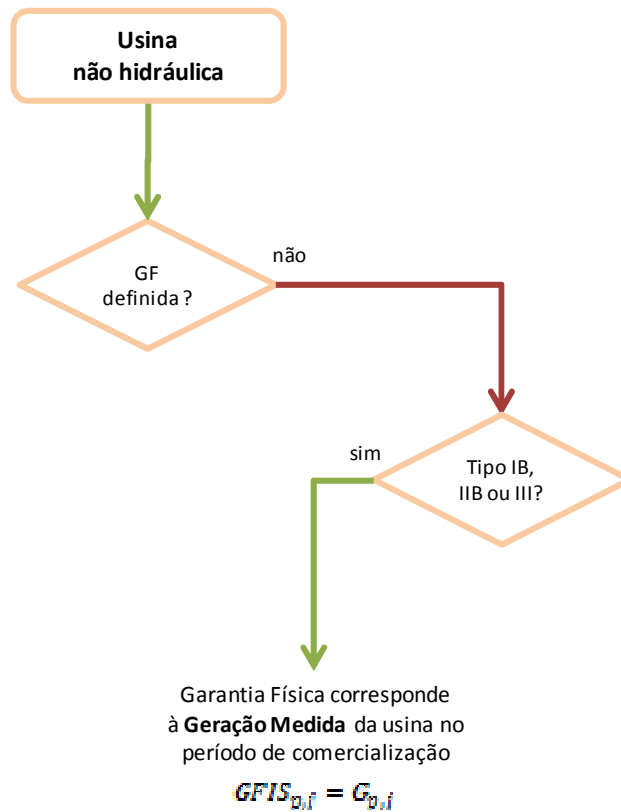 Usina
não hidráulica
não
GF
definida ?
sim
Tipo IB,
IIB ou III?
Garantia Física corresponde
à Geração Medida da usina no
período de comercialização
GFIS_{p,j} = G_{p,j}